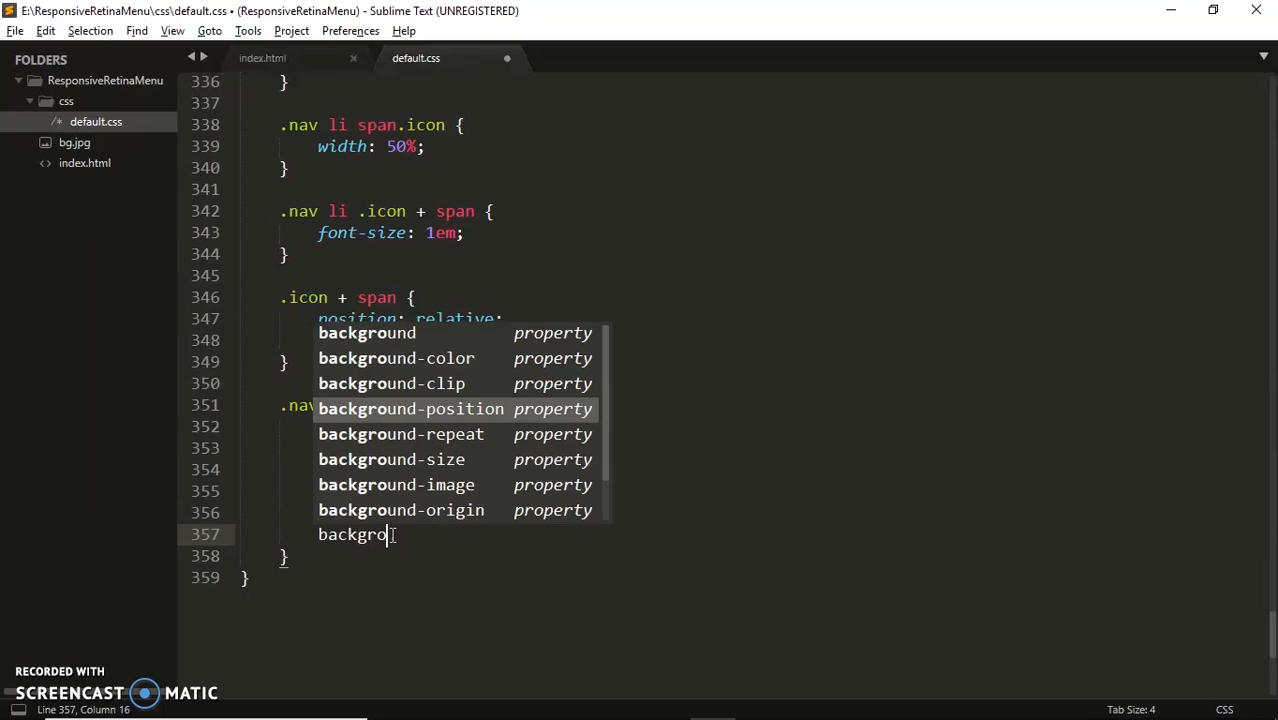 E:\ResponsiveRetinaMenu\css\default.css • (ResponsiveRetinaMenu) - Sublime Text (UNREGISTERED)
File Edit Selection Find View Goto Tools Project Preferences Help
FOLDERS
ResponsiveRetinaMenu
css
/* default.css
bg.jpg
<> index.html
index.html
default.css
336 }
337
338 .nav li span.icon {
339 width: 50%;
340 }
341
342 .nav li .icon + span {
343 font-size: 1em;
344 }
345
346 .icon + span {
347 position: relative;
348
349 }
350
351 .nav
352
353
354
355
356
357 backgro
358 }
359 }
background property
background-color property
background-clip property
background-position property
background-repeat property
background-size property
background-image property
background-origin property
RECORDED WITH
SCREENCAST MATIC
Line 357, Column 16
Tab Size: 4
CSS